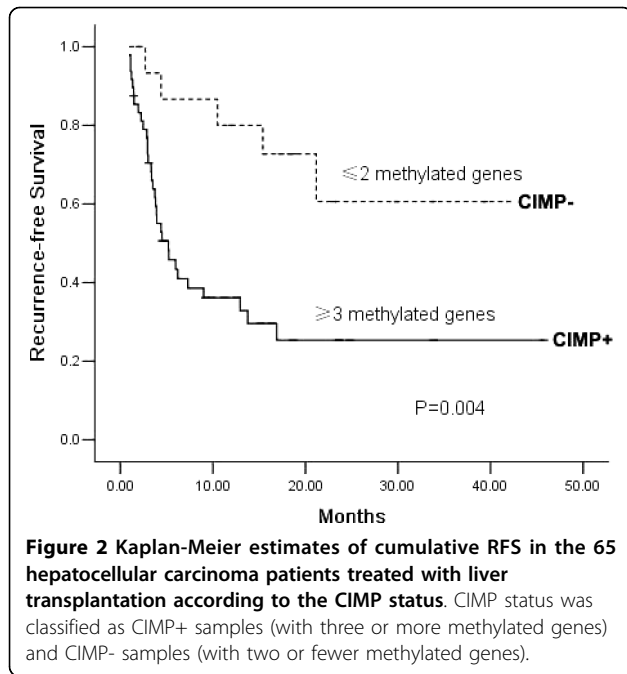 1.0
0.8
0.6
0.4
0.2
0.0
Recurrence-free Survival
≤2 methylated genes
CIMP-
≥3 methylated genes
CIMP+
P=0.004
0.00 10.00 20.00 30.00 40.00 50.00
Months
Figure 2 Kaplan-Meier estimates of cumulative RFS in the 65
hepatocellular carcinoma patients treated with liver
transplantation according to the CIMP status. CIMP status was
classified as CIMP+ samples (with three or more methylated genes)
and CIMP- samples (with two or fewer methylated genes).